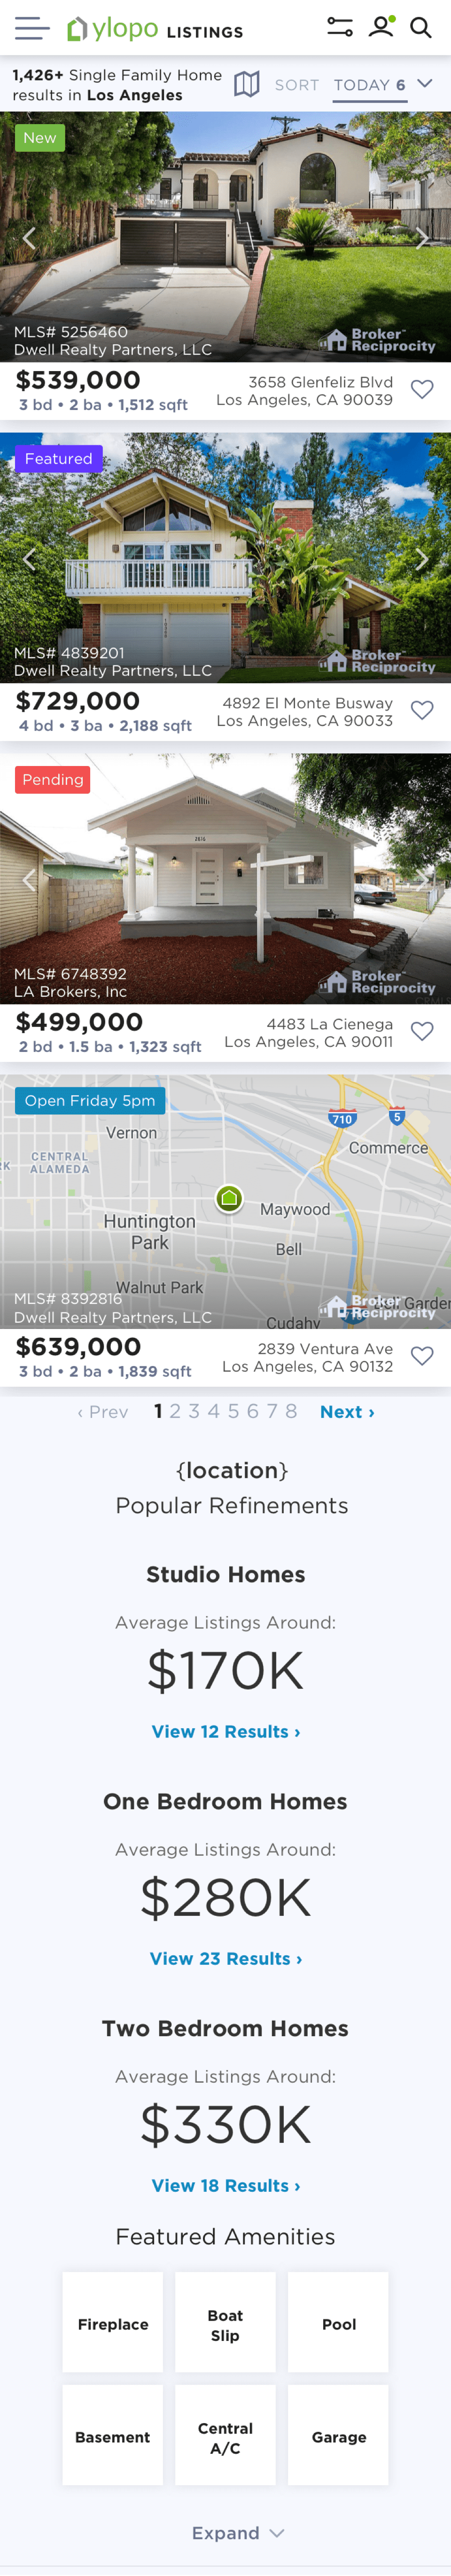 ylopo LISTINGS
1,426+ Single Family Home
results in Los Angeles
SORT TODAY 6
New
MLS# 5256460
Dwell Realty Partners, LLC
Broker™
Reciprocity
$539,000
3 bd • 2 ba • 1,512 sqft
3658 Glenfeliz Blvd
Los Angeles, CA 90039
Featured
MLS# 4839201
Dwell Realty Partners, LLC
Broker™
Reciprocity
$729,000
4 bd • 3 ba • 2,188 sqft
4892 El Monte Busway
Los Angeles, CA 90033
Pending
MLS# 6748392
LA Brokers, Inc
Broker™
Reciprocity
$499,000
2 bd • 1.5 ba • 1,323 sqft
4483 La Cienega
Los Angeles, CA 90011
Open Friday 5pm
710
5
Vernon
Commerce
CENTRAL
ALAMEDA
Maywood
Huntington
Park
Bell
Walnut Park
Cudahy
MLS# 8392816
Dwell Realty Partners, LLC
Broker™
Reciprocity
$639,000
3 bd • 2 ba • 1,839 sqft
2839 Ventura Ave
Los Angeles, CA 90132
‹ Prev 1 2 3 4 5 6 7 8 Next ›
{location}
Popular Refinements
Studio Homes
Average Listings Around:
$170K
View 12 Results ›
One Bedroom Homes
Average Listings Around:
$280K
View 23 Results ›
Two Bedroom Homes
Average Listings Around:
$330K
View 18 Results ›
Featured Amenities
Fireplace
Boat
Slip
Pool
Basement
Central
A/C
Garage
Expand